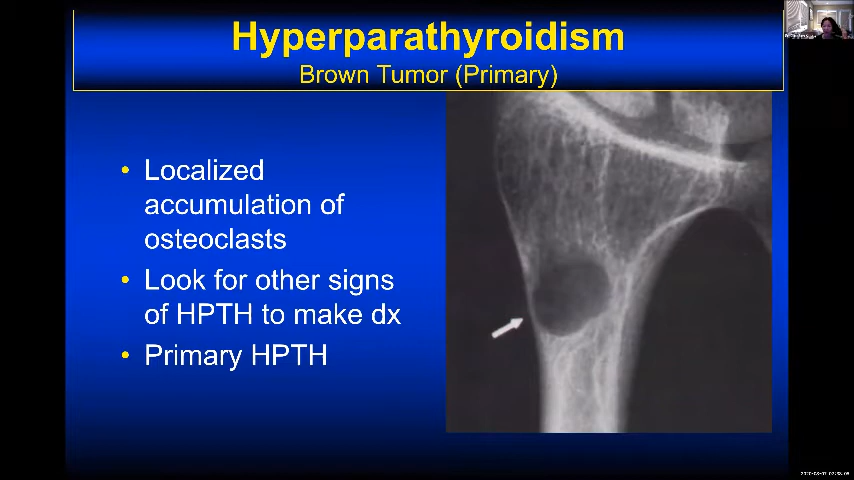 Hyperparathyroidism
Brown Tumor (Primary)
• Localized
accumulation of
osteoclasts
• Look for other signs
of HPTH to make dx
• Primary HPTH